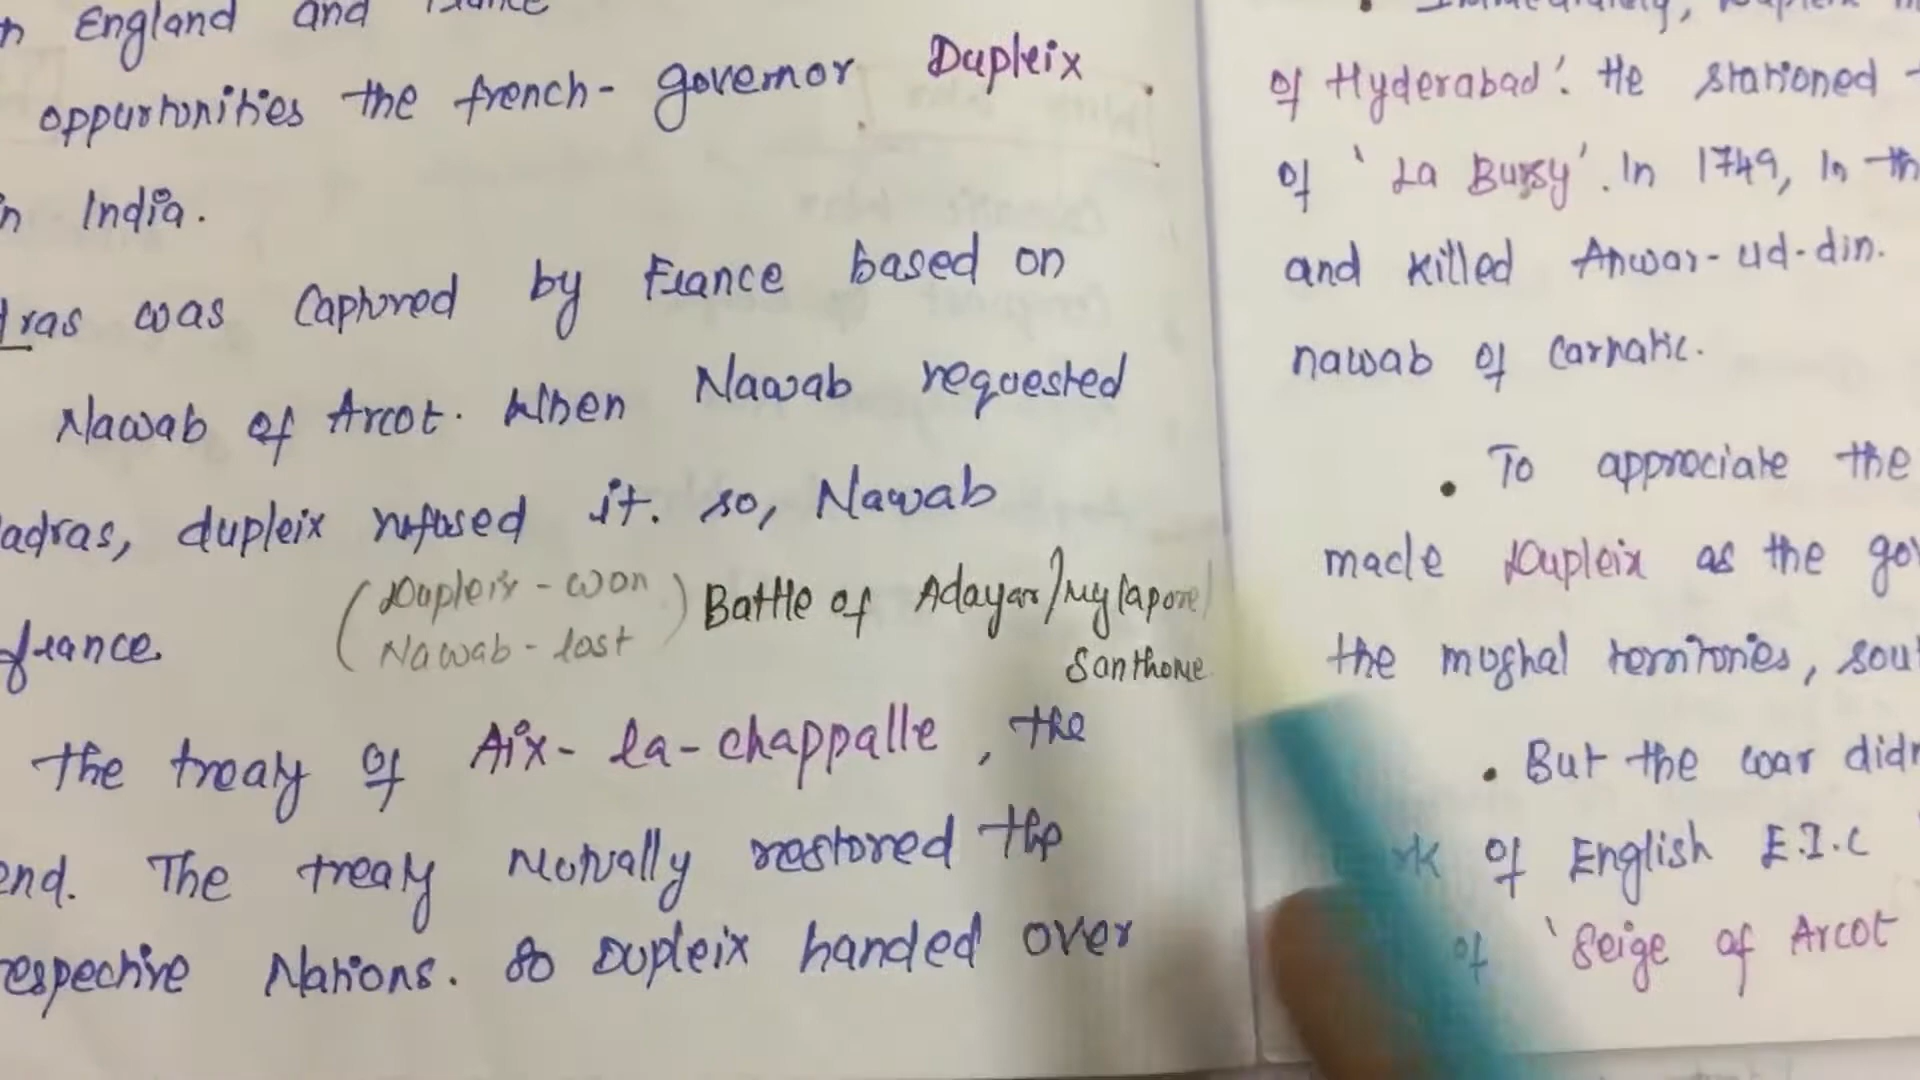 England and
oppurtunities the french- governor Dupleix
in India.
was captured by France based on
Nawab of Arcot. When Nawab requested
adras, dupleix refused it. so, Nawab
(Dupleix - won
Nawab - lost) Battle of Adayar/mylapore/
Santhome
france
the treaty of Aix- la-chappalle, the
end. The treaty Mutually restored the
respective Nations. So Dupleix handed over
of Hyderabad'. He stationed
of 'La Bussy'. In 1749, In
and killed Anwar-ud-din.
nawab of carnatic.
• To appreciate the
made Dupleix as the
the mughal territories,
• But the war
of English E.I.C
of 'Seige of Arcot